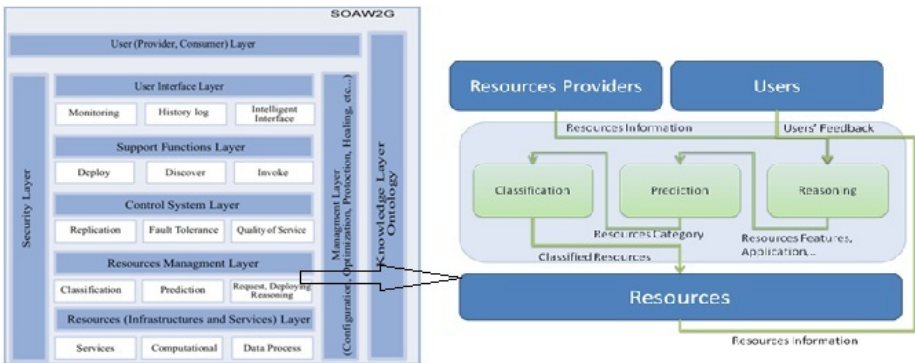 SOAW2G
User (Provider, Consumer) Layer
User Interface Layer
Monitoring
History log
Intelligent
Interface
Support Functions Layer
Deploy
Discover
Invoke
Control System Layer
Replication
Fault Tolerance
Quality of Service
Resources Managment Layer
Classification
Prediction
Request, Deploying
Reasoning
Resources (Infrastructures and Services) Layer
Services
Computational
Data Process
Security Layer
Managment Layer
(Configuration, Optimization, Protoction, Healing, etc...)
Knowledge Layer
Ontology
Resources Providers
Users
Resources Information
Users' Feedback
Classification
Prediction
Reasoning
Resources Category
Resources Features,
Application,..
Classified Resources
Resources
Resources Information